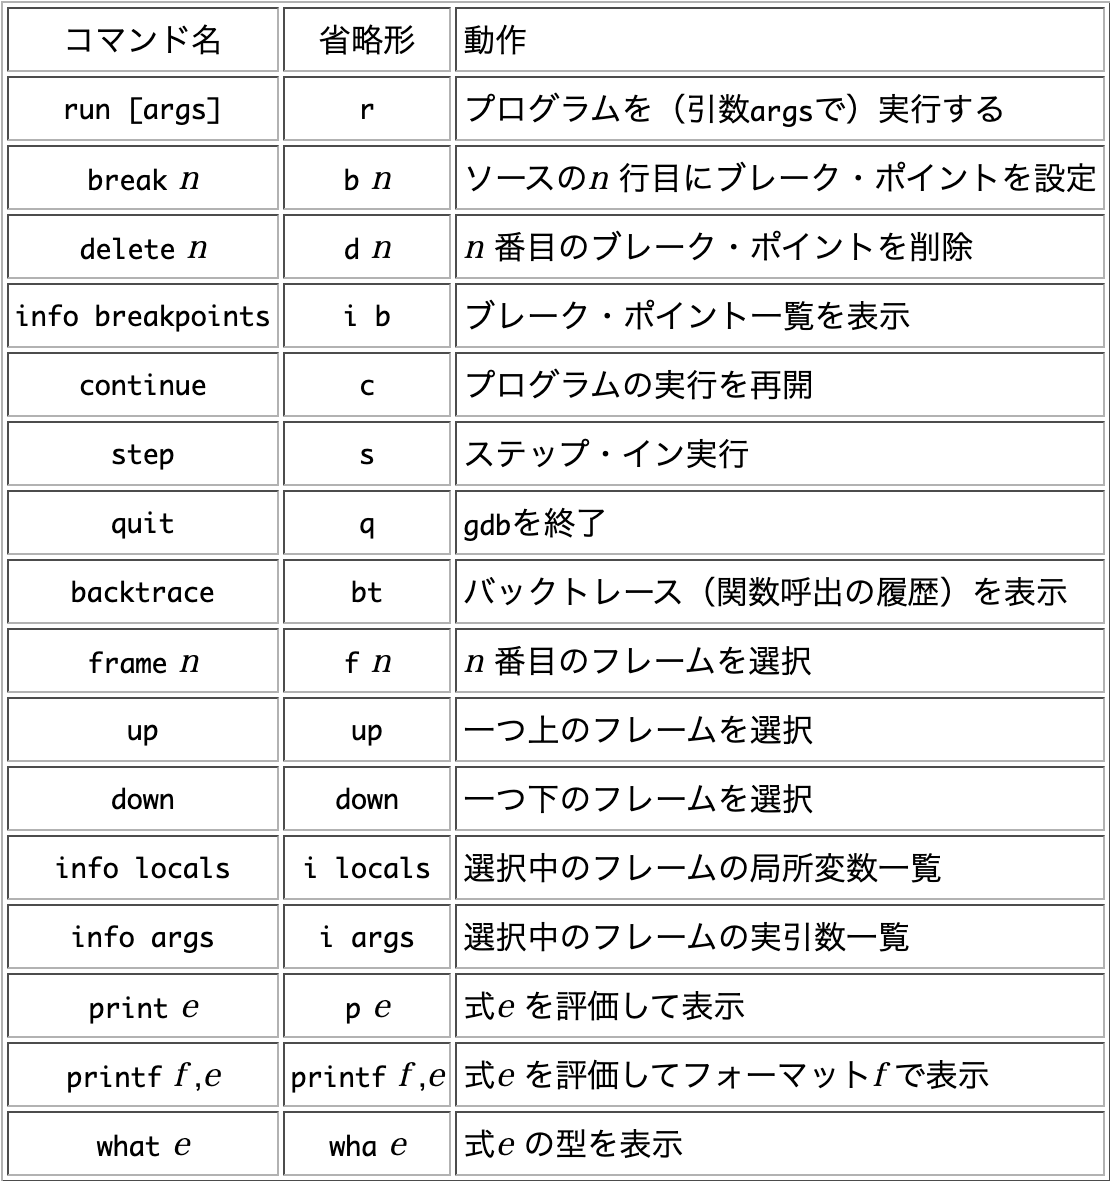 コマンド名 省略形 動作
run [args] r プログラムを（引数argsで）実行する
break n b n ソースのn 行目にブレーク・ポイントを設定
delete n d n n 番目のブレーク・ポイントを削除
info breakpoints i b ブレーク・ポイント一覧を表示
continue c プログラムの実行を再開
step s ステップ・イン実行
quit q gdbを終了
backtrace bt バックトレース（関数呼出の履歴）を表示
frame n f n n 番目のフレームを選択
up up 一つ上のフレームを選択
down down 一つ下のフレームを選択
info locals i locals 選択中のフレームの局所変数一覧
info args i args 選択中のフレームの実引数一覧
print e p e 式e を評価して表示
printf f ,e printf f ,e 式e を評価してフォーマットf で表示
what e wha e 式e の型を表示